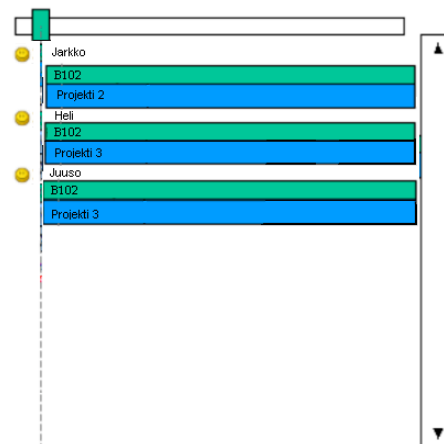 Jarkko
B102
Projekti 2
Heli
B102
Projekti 3
Juuso
B102
Projekti 3